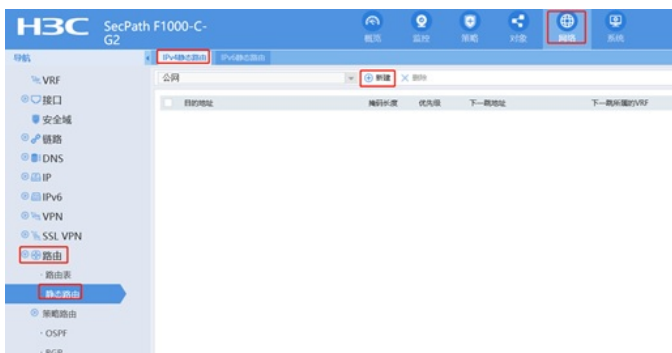 H3C SecPath F1000-C-G2
概览 监控 策略 对象 网络 系统
导航
IPv4静态路由 IPv6静态路由
VRF
公网 新建 删除
接口
目的地址 掩码长度 优先级 下一跳地址 下一跳所属的VRF
安全域
链路
DNS
IP
IPv6
VPN
SSL VPN
路由
路由表
静态路由
策略路由
OSPF
BGP